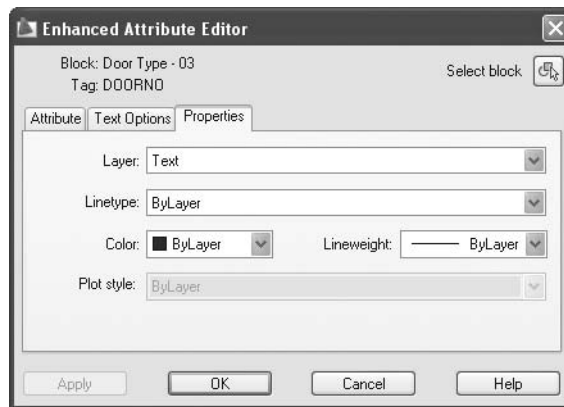 Enhanced Attribute Editor
Block: Door Type - 03
Tag: DOORNO
Select block
Attribute Text Options Properties
Layer: Text
Linetype: ByLayer
Color: ByLayer Lineweight: ByLayer
Plot style: ByLayer
Apply OK Cancel Help